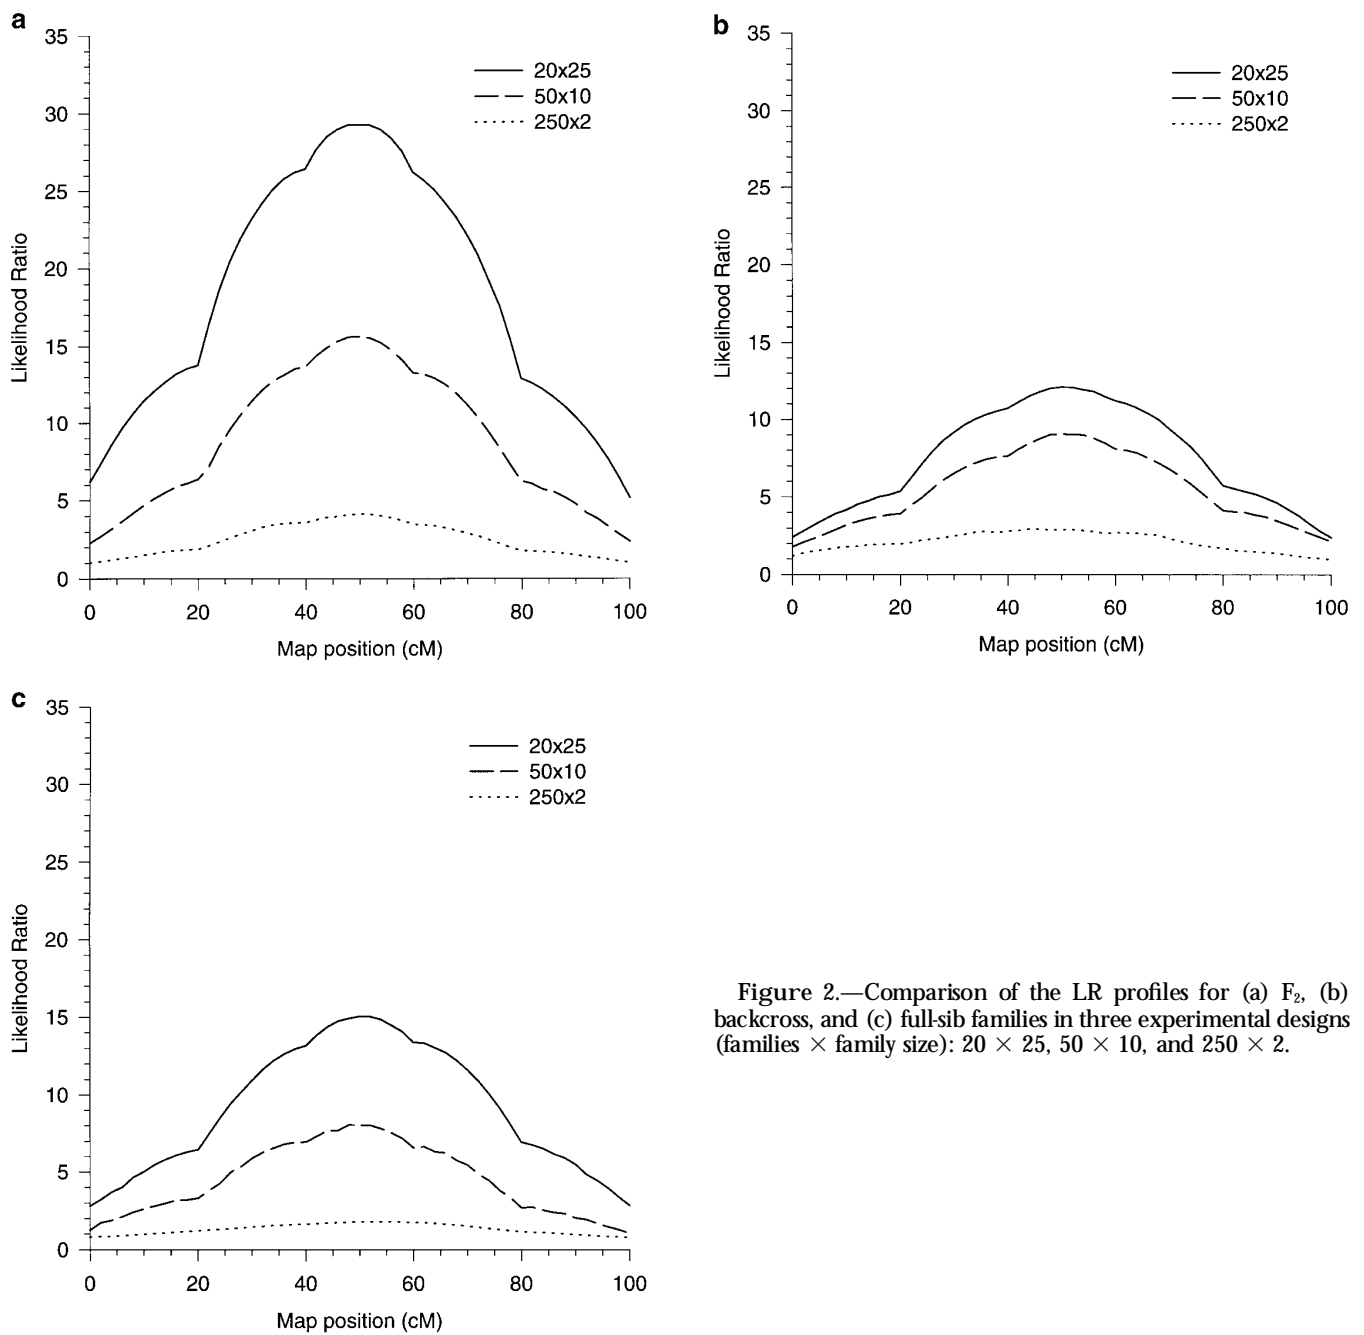 a
35
30
25
20
15
10
5
0
Likelihood Ratio
20x25
50x10
250x2
0 20 40 60 80 100
Map position (cM)
b
35
30
25
20
15
10
5
0
Likelihood Ratio
20x25
50x10
250x2
0 20 40 60 80 100
Map position (cM)
c
35
30
25
20
15
10
5
0
Likelihood Ratio
20x25
50x10
250x2
0 20 40 60 80 100
Map position (cM)
Figure 2.—Comparison of the LR profiles for (a) F₂, (b)
backcross, and (c) full-sib families in three experimental designs
(families × family size): 20 × 25, 50 × 10, and 250 × 2.